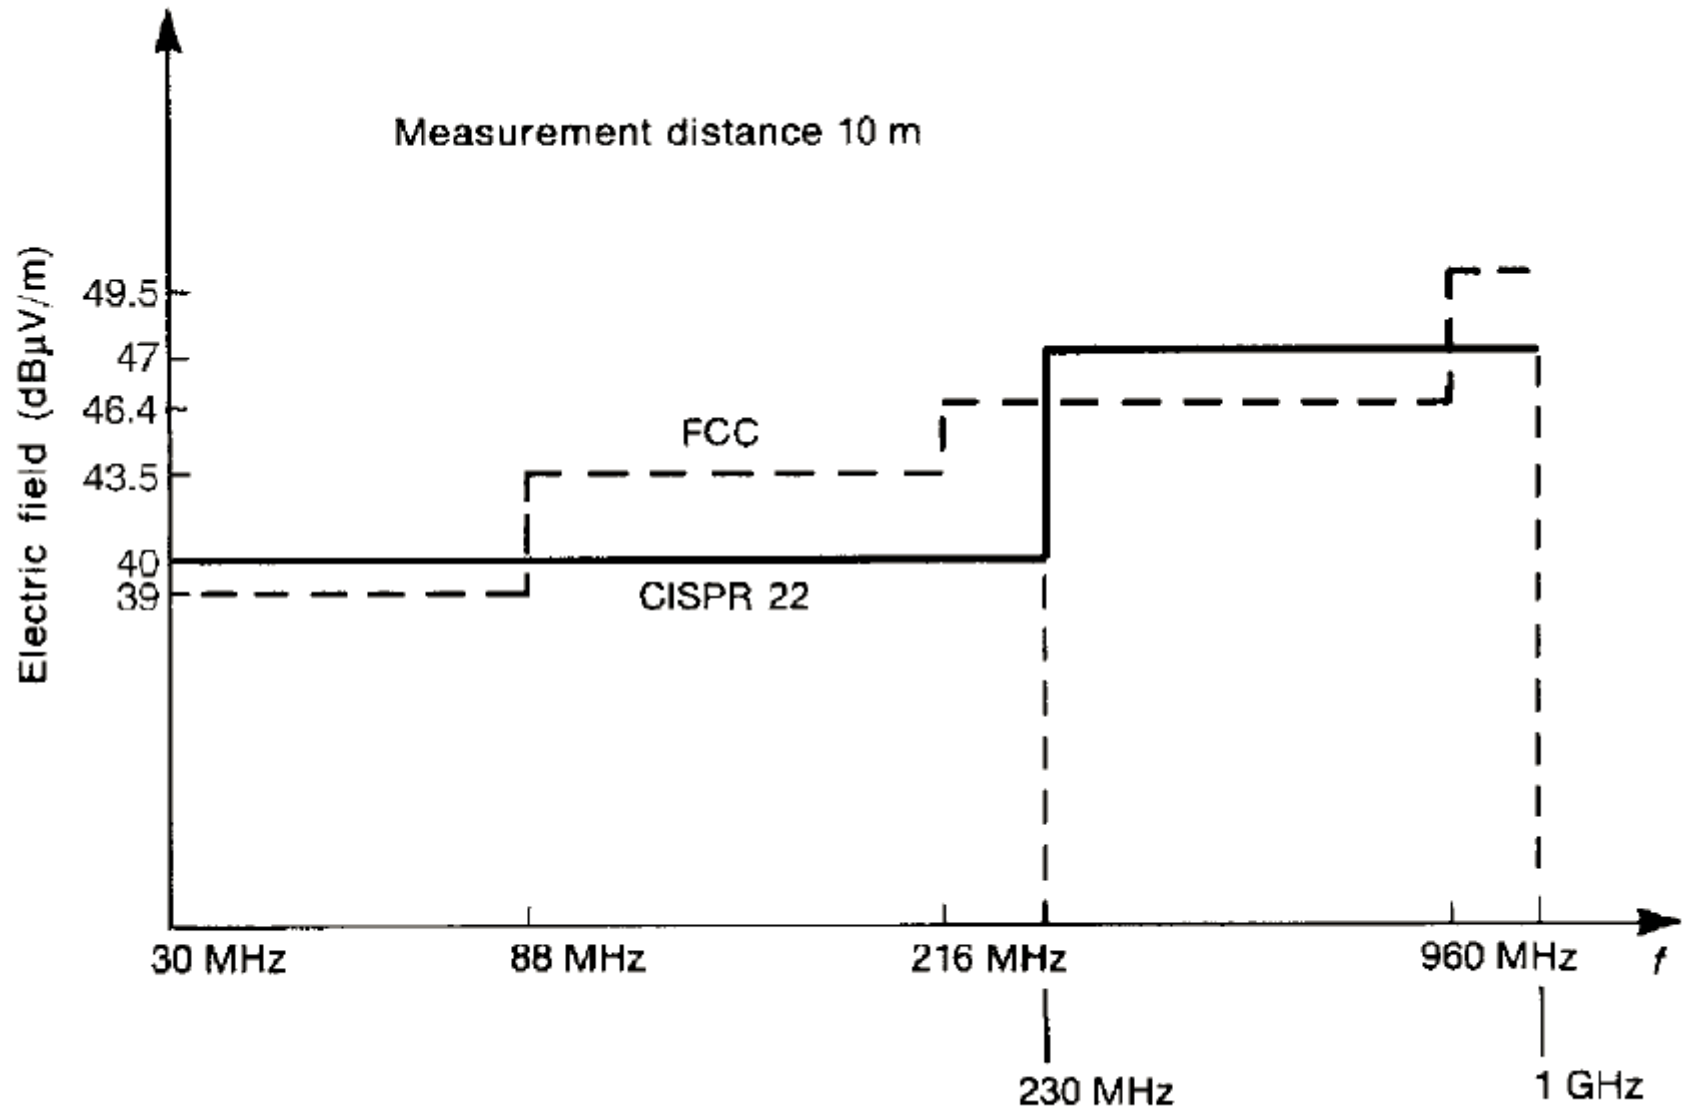 Measurement distance 10 m
Electric field (dBµV/m)
49.5
47
46.4
43.5
40
39
FCC
CISPR 22
30 MHz
88 MHz
216 MHz
960 MHz
f
230 MHz
1 GHz